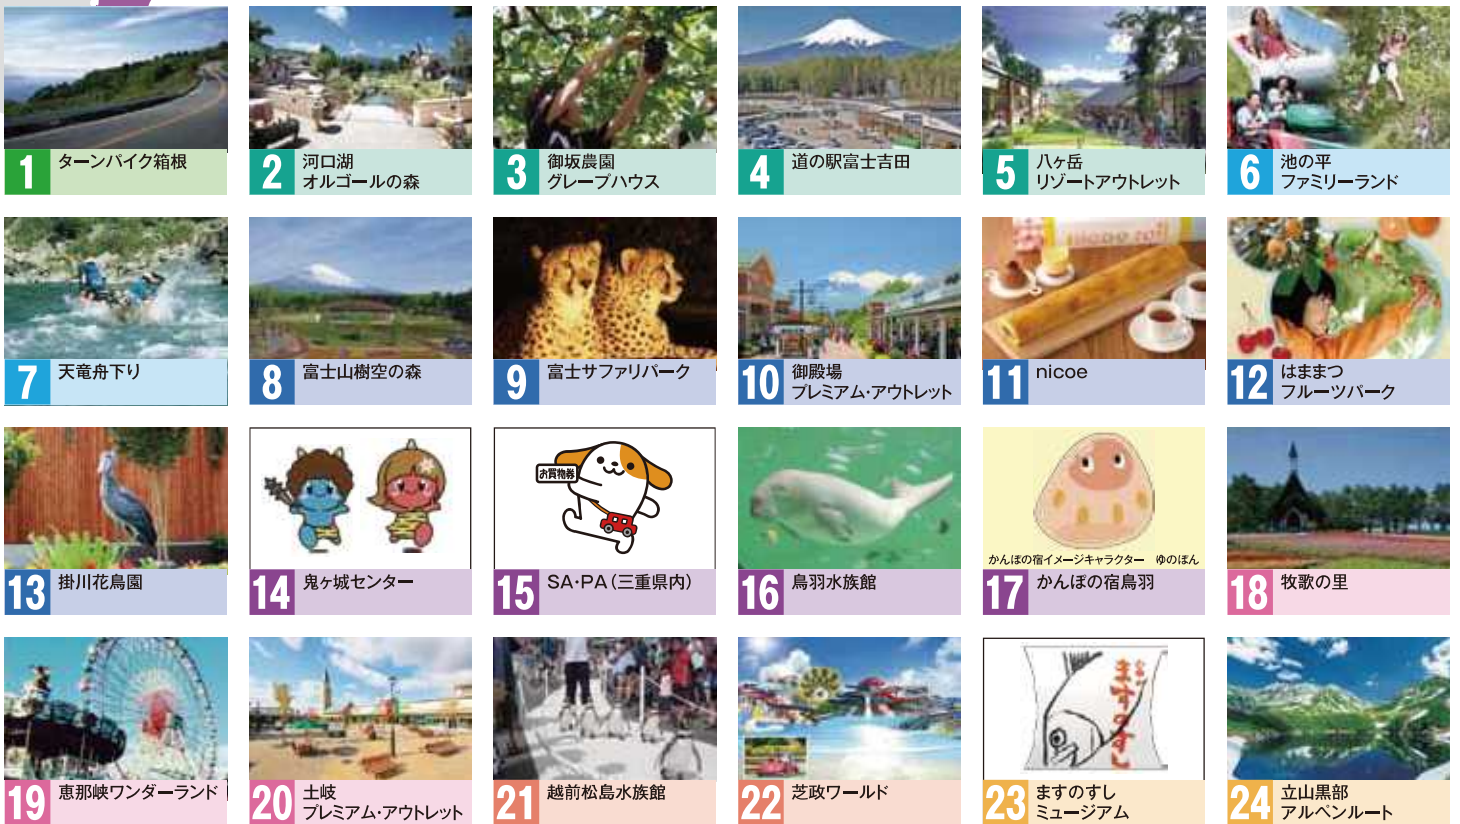 1
ターンパイク箱根
2
河口湖
オルゴールの森
3
御坂農園
グレープハウス
4
道の駅富士吉田
5
八ヶ岳
リゾートアウトレット
6
池の平
ファミリーランド
7
天竜舟下り
8
富士山樹空の森
9
富士サファリパーク
10
御殿場
プレミアム・アウトレット
11
nicoe
12
はままつ
フルーツパーク
13
掛川花鳥園
14
鬼ヶ城センター
お買物券
15
SA・PA(三重県内)
16
鳥羽水族館
かんぽの宿イメージキャラクター ゆのぽん
17
かんぽの宿鳥羽
18
牧歌の里
19
恵那峡ワンダーランド
20
土岐
プレミアム・アウトレット
21
越前松島水族館
22
芝政ワールド
ますのすし
23
ますのすし
ミュージアム
24
立山黒部
アルペンルート